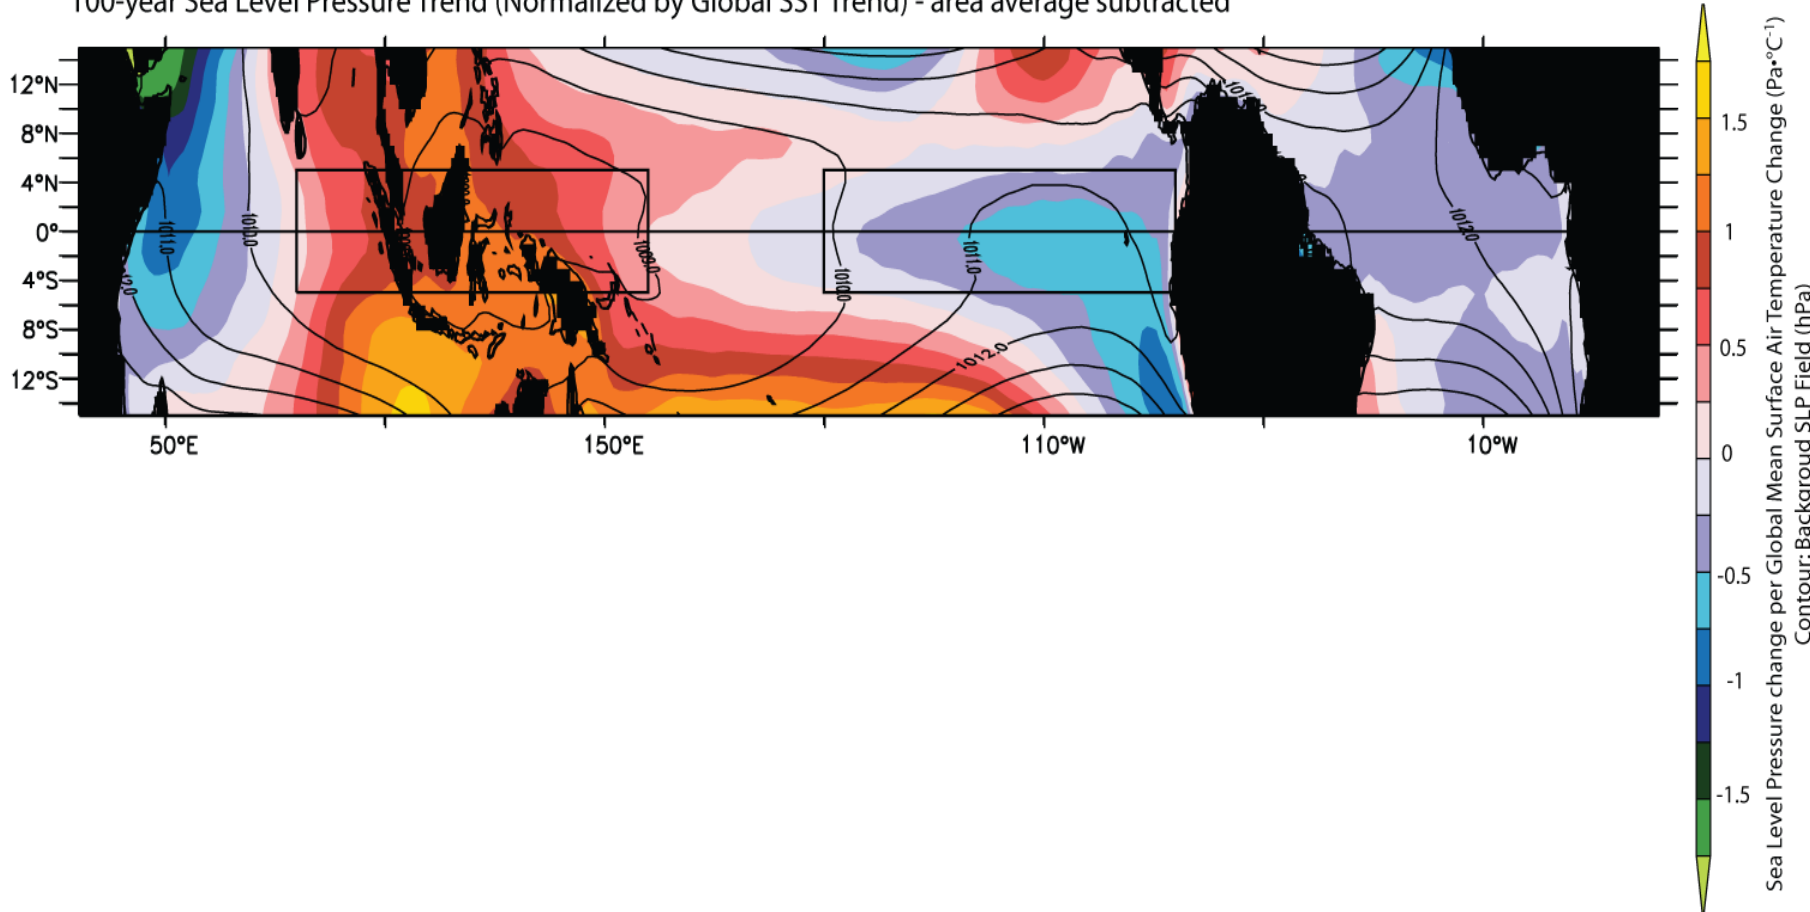 100-year Sea Level Pressure Trend (Normalized by Global SST Trend) - area average subtracted
12°N
8°N
4°N
0°
4°S
8°S
12°S
50°E
150°E
110°W
10°W
1011.0
1010.0
1009.0
1010.0
1011.0
1012.0
1012.0
1.5
1
0.5
0
-0.5
-1
-1.5
Sea Level Pressure change per Global Mean Surface Air Temperature Change (Pa•°C⁻¹)
Contour: Backgroud SLP Field (hPa)